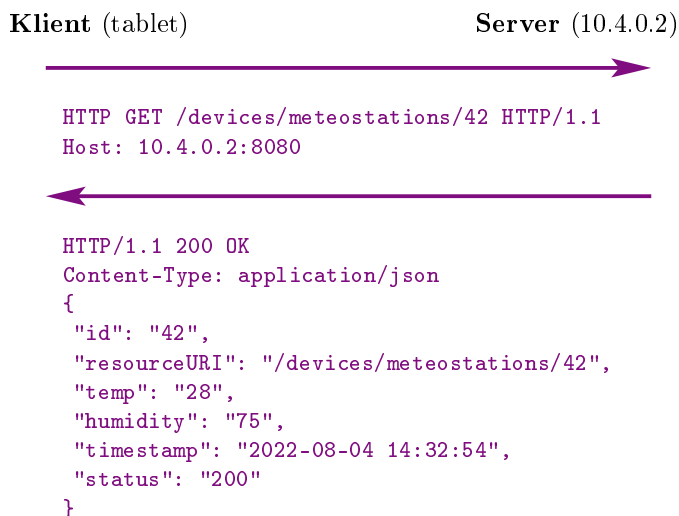 Klient (tablet) Server (10.4.0.2)
HTTP GET /devices/meteostations/42 HTTP/1.1
Host: 10.4.0.2:8080
HTTP/1.1 200 OK
Content-Type: application/json
{
"id": "42",
"resourceURI": "/devices/meteostations/42",
"temp": "28",
"humidity": "75",
"timestamp": "2022-08-04 14:32:54",
"status": "200"
}